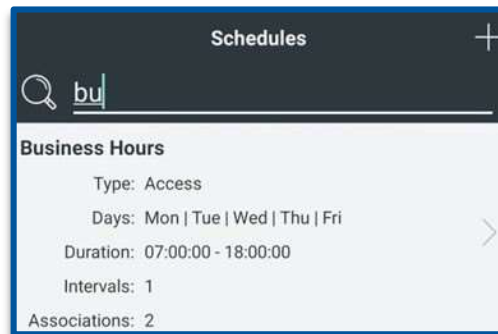 Schedules
bu
Business Hours
Type: Access
Days: Mon | Tue | Wed | Thu | Fri
Duration: 07:00:00 - 18:00:00
Intervals: 1
Associations: 2